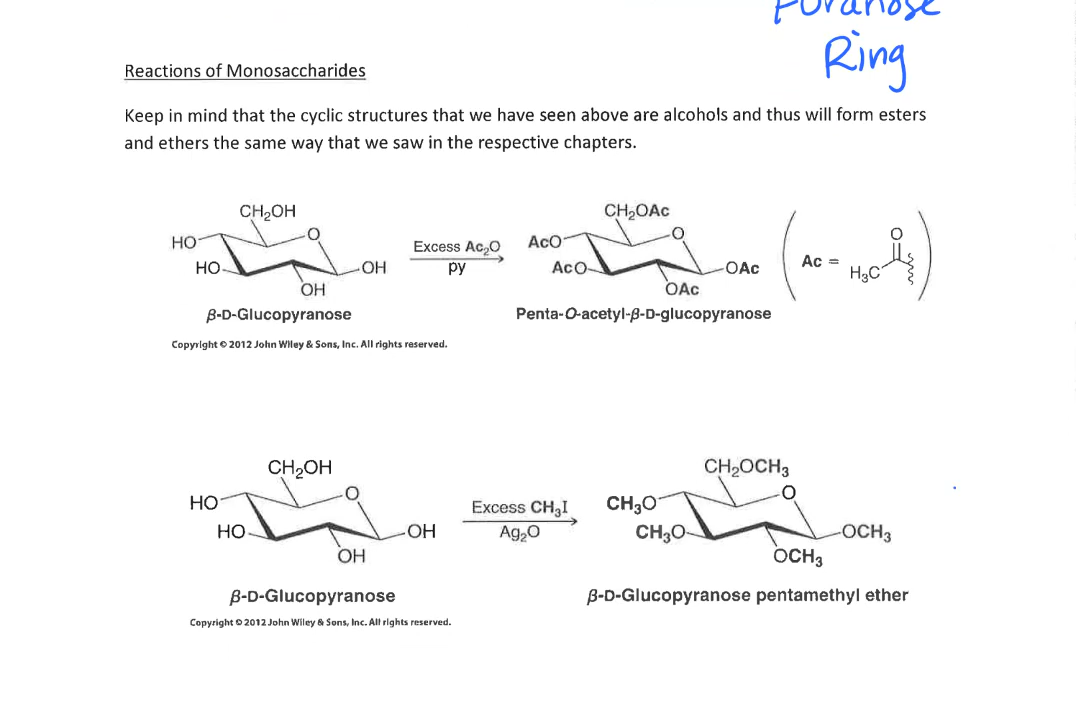 Furanose
Ring
Reactions of Monosaccharides
Keep in mind that the cyclic structures that we have seen above are alcohols and thus will form esters
and ethers the same way that we saw in the respective chapters.
CH₂OH
HO
O
HO
OH
OH
β-D-Glucopyranose
Excess Ac₂O
py
CH₂OAc
AcO
O
AcO
OAc
OAc
Penta-O-acetyl-β-D-glucopyranose
Ac =
O
H₃C
Copyright © 2012 John Wiley & Sons, Inc. All rights reserved.
CH₂OH
HO
O
HO
OH
OH
β-D-Glucopyranose
Excess CH₃I
Ag₂O
CH₂OCH₃
CH₃O
O
CH₃O
OCH₃
OCH₃
β-D-Glucopyranose pentamethyl ether
Copyright © 2012 John Wiley & Sons, Inc. All rights reserved.